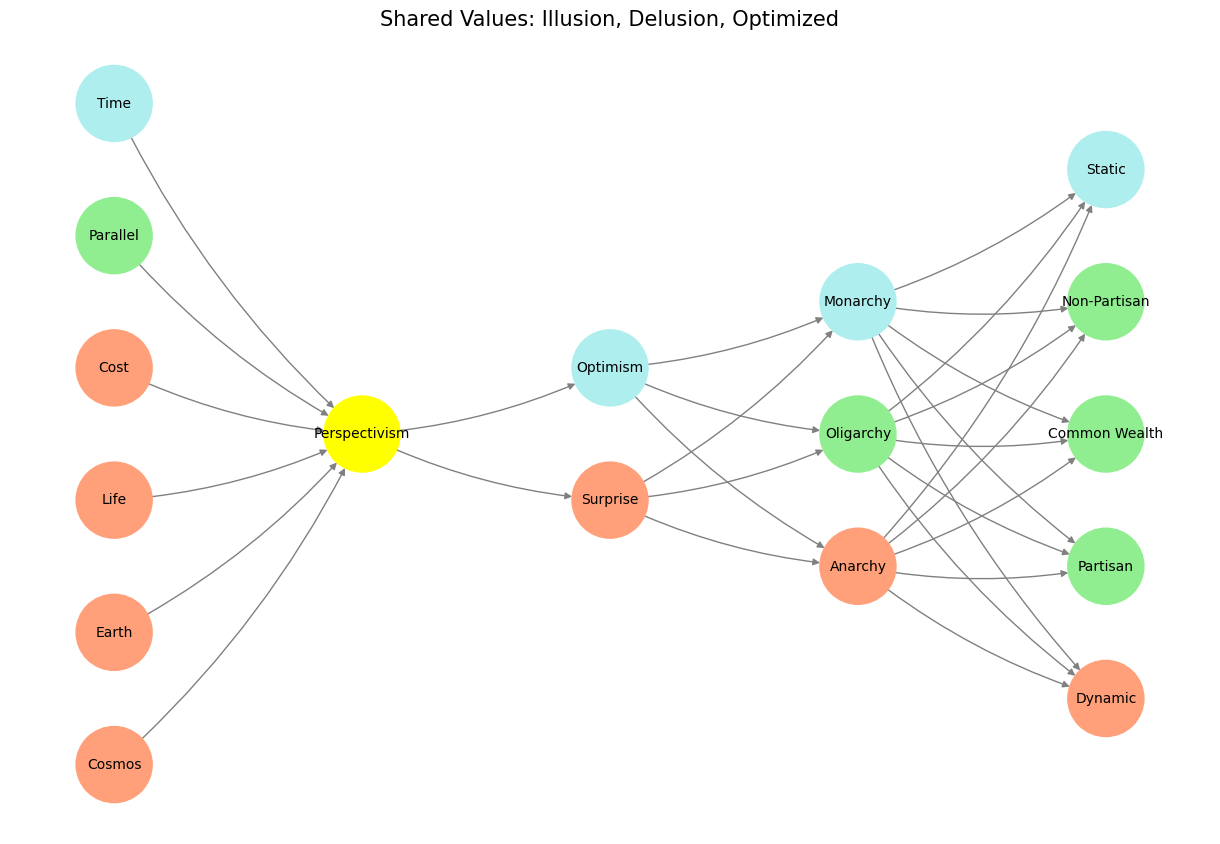 Shared Values: Illusion, Delusion, Optimized
Time
Parallel
Cost
Life
Earth
Cosmos
Perspectivism
Optimism
Surprise
Monarchy
Oligarchy
Anarchy
Static
Non-Partisan
Common Wealth
Partisan
Dynamic